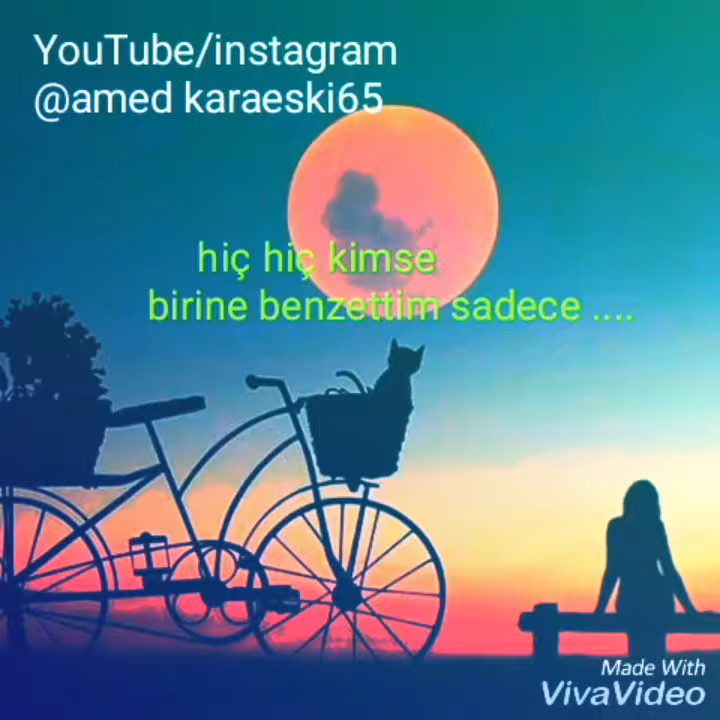 YouTube/instagram
@amed karaeski65
hiç hiç kimse
birine benzettim sadece ....
Made With
VivaVideo